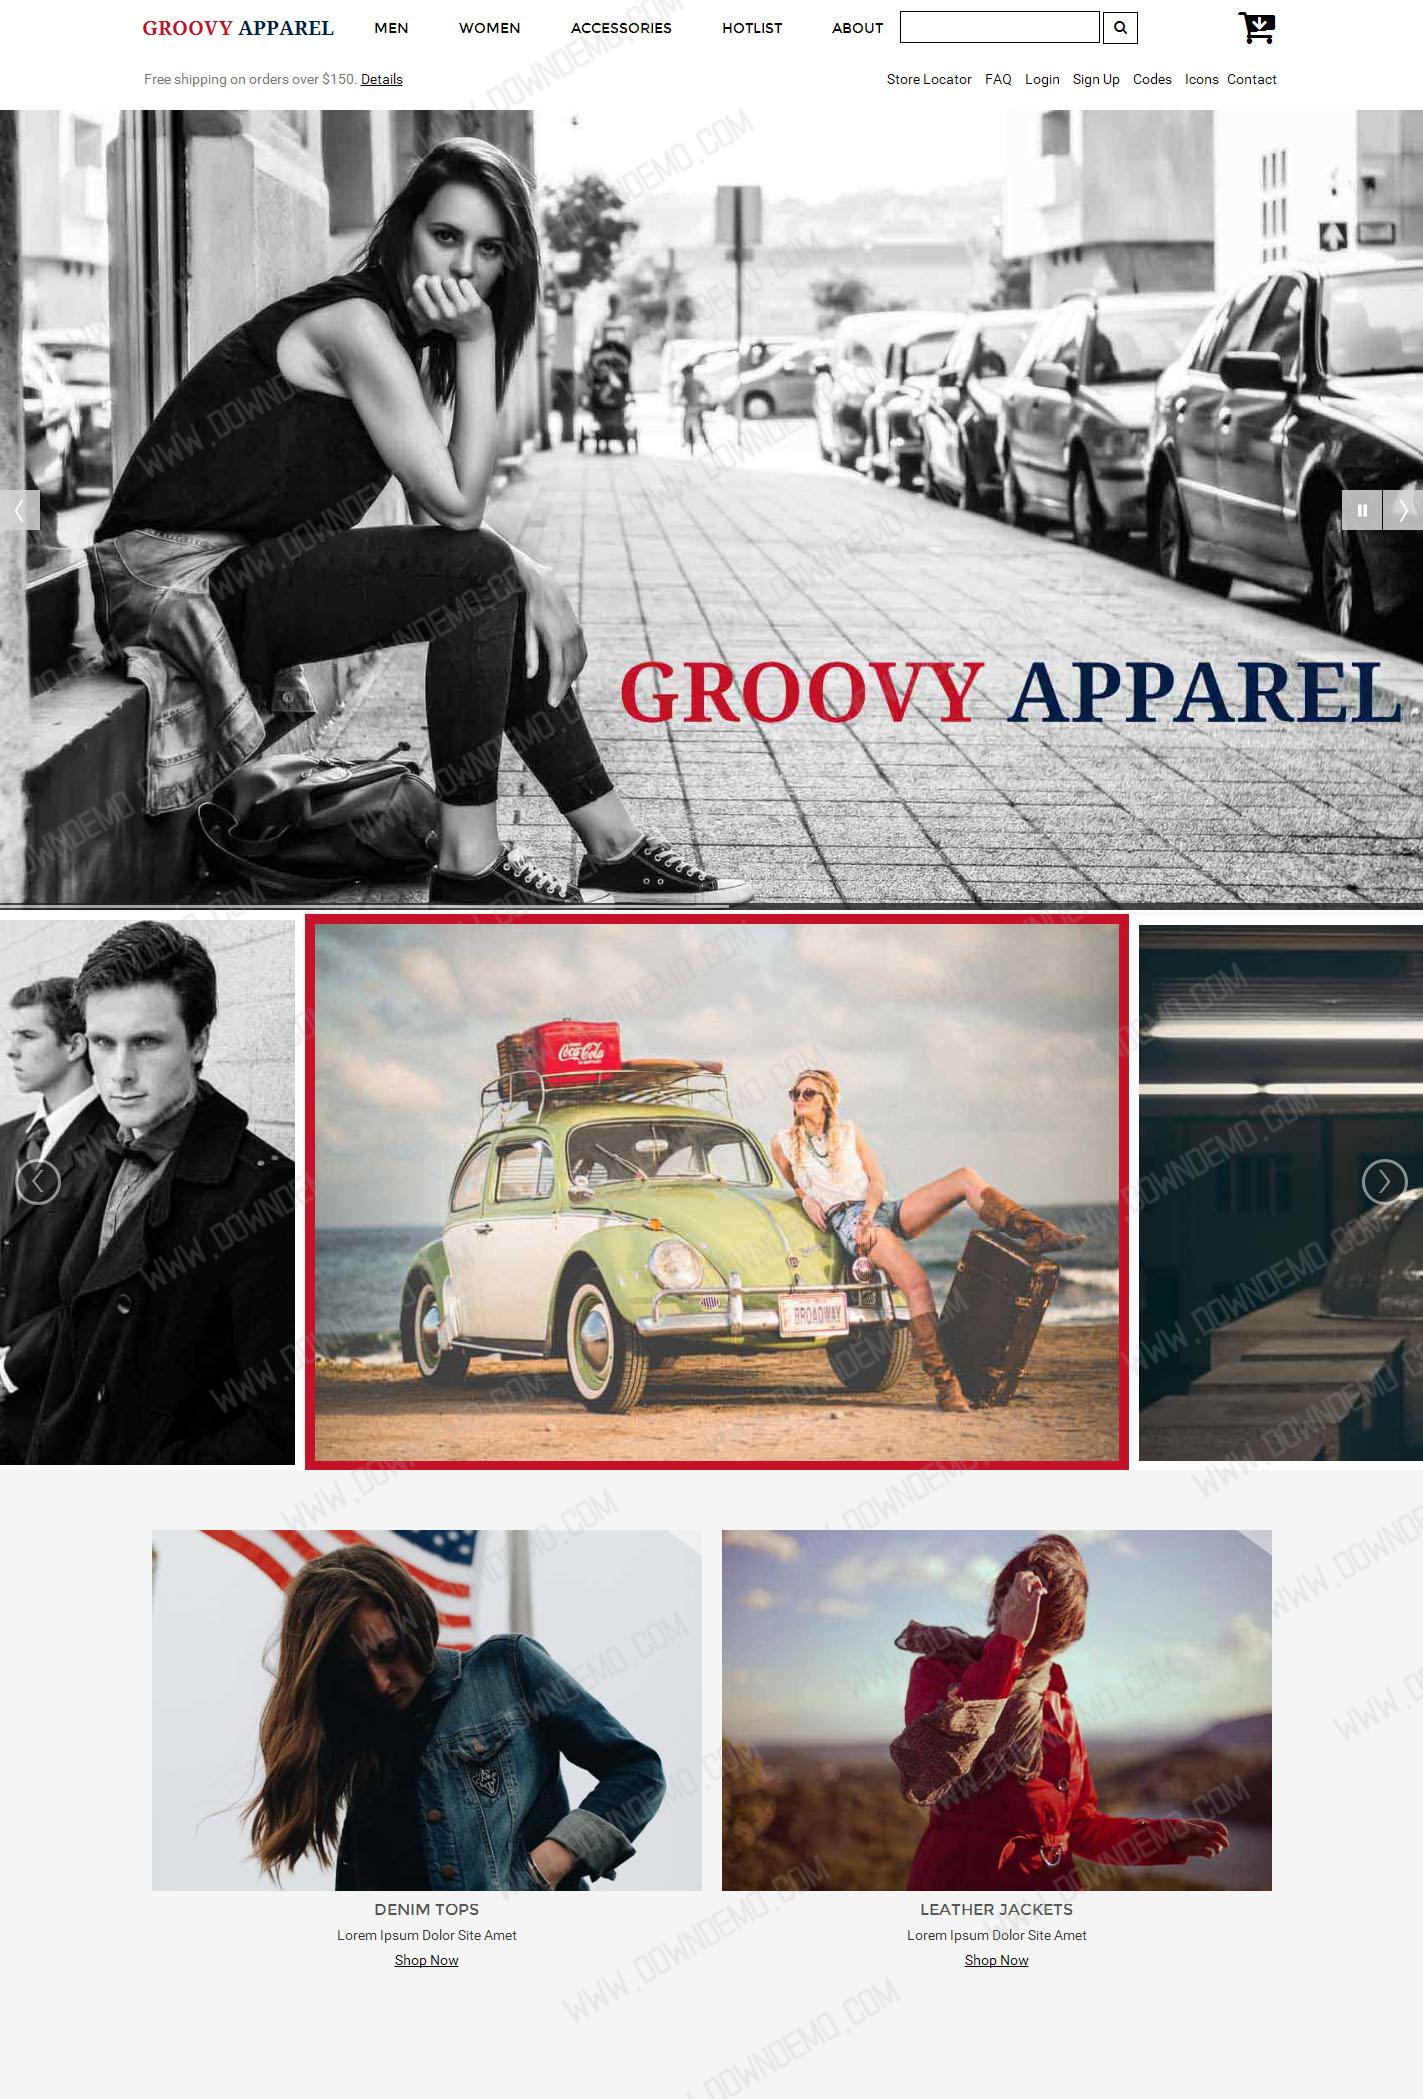 GROOVY APPAREL MEN WOMEN ACCESSORIES HOTLIST ABOUT
Free shipping on orders over $150. Details Store Locator FAQ Login Sign Up Codes Icons Contact
GROOVY APPAREL
Coca-Cola
BROADWAY
DENIM TOPS
Lorem Ipsum Dolor Site Amet
Shop Now
LEATHER JACKETS
Lorem Ipsum Dolor Site Amet
Shop Now
WWW.DOWNDEMO.COM